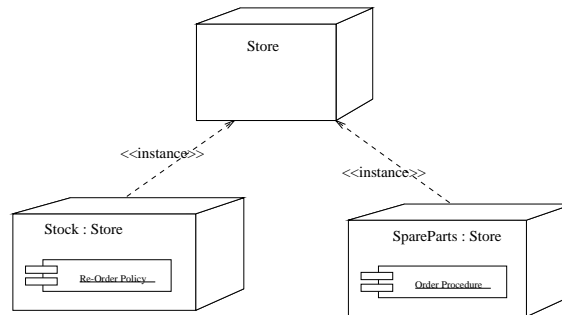 Store
<<instance>>
<<instance>>
Stock : Store
SpareParts : Store
Re-Order Policy
Order Procedure